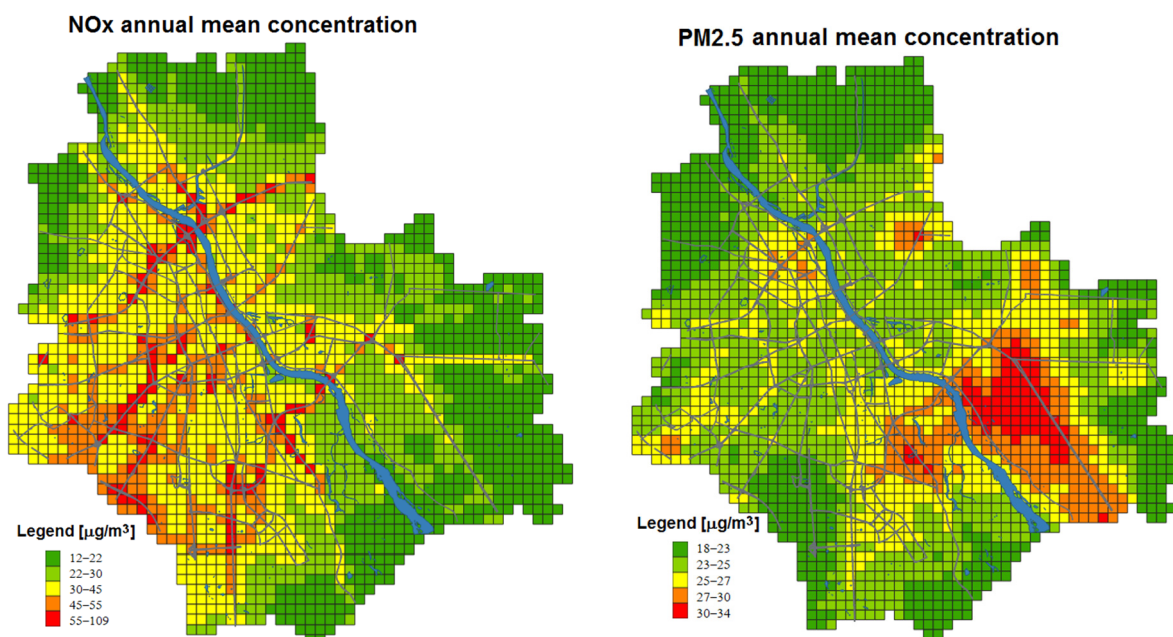 NOx annual mean concentration
Legend [µg/m³]
12–22
22–30
30–45
45–55
55–109
PM2.5 annual mean concentration
Legend [µg/m³]
18–23
23–25
25–27
27–30
30–34